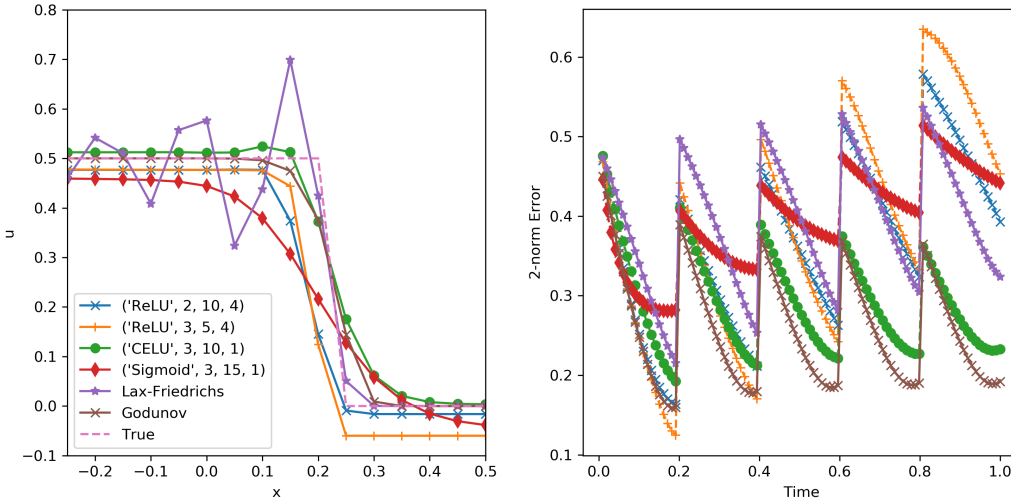 0.8
0.7
0.6
0.5
0.4
0.3
0.2
0.1
0.0
−0.1
u
−0.2
−0.1
0.0
0.1
0.2
0.3
0.4
0.5
x
('ReLU', 2, 10, 4)
('ReLU', 3, 5, 4)
('CELU', 3, 10, 1)
('Sigmoid', 3, 15, 1)
Lax-Friedrichs
Godunov
True
0.6
0.5
0.4
0.3
0.2
0.1
2-norm Error
0.0
0.2
0.4
0.6
0.8
1.0
Time